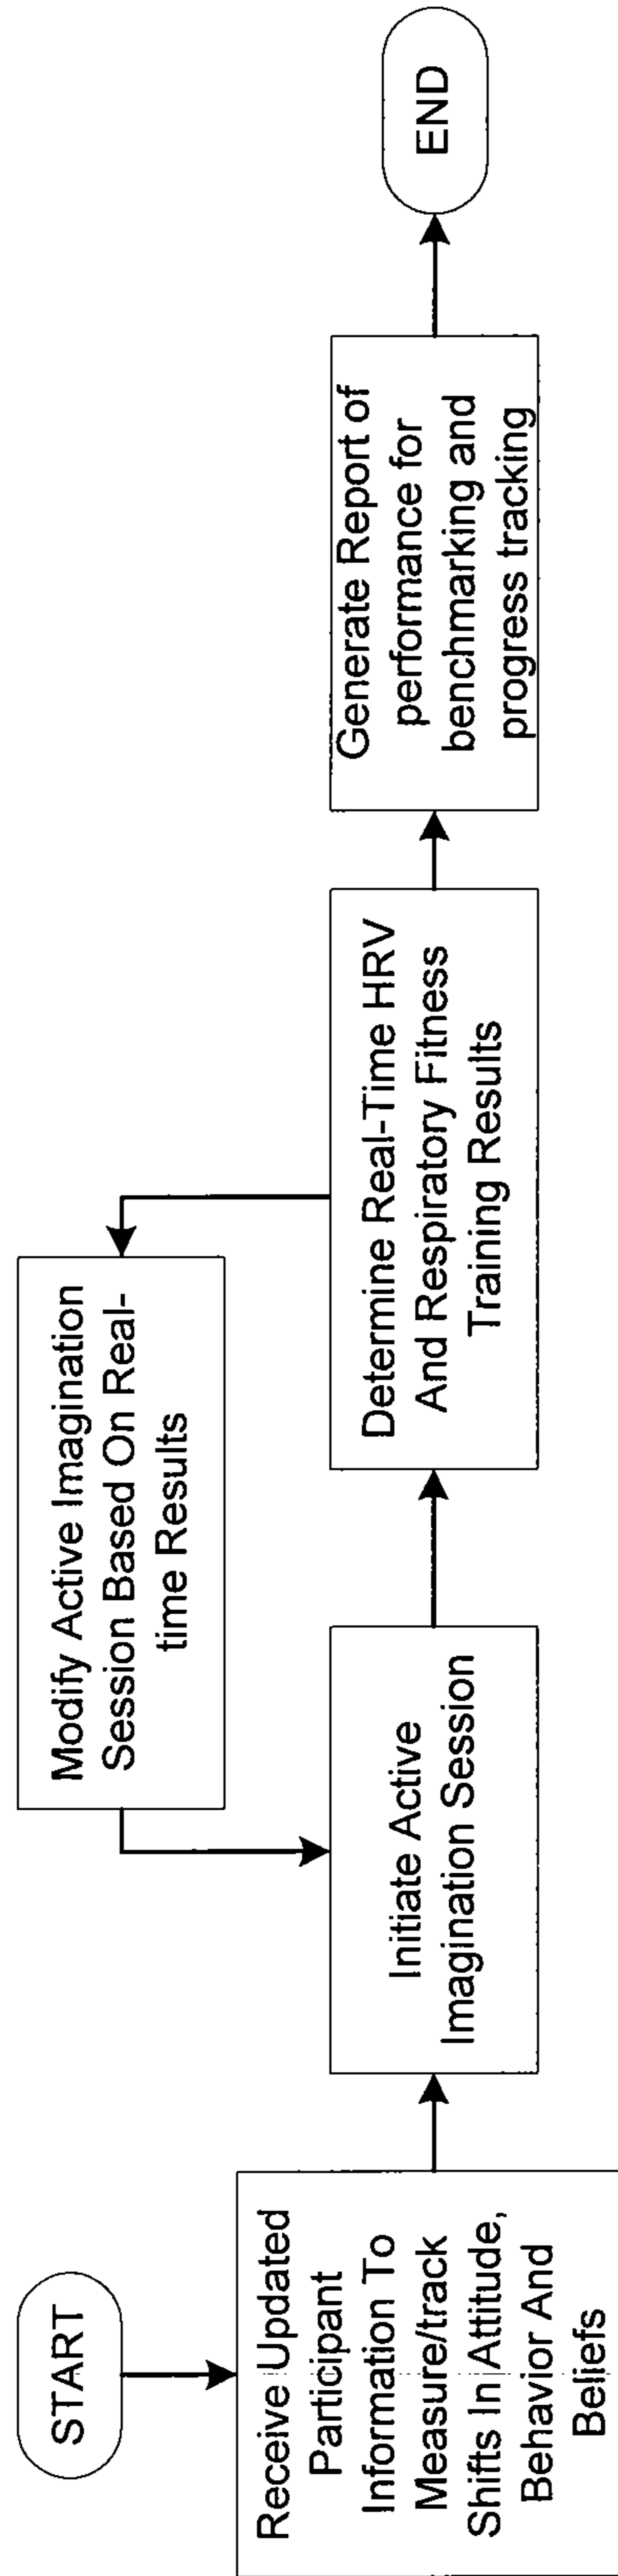 START
Receive Updated
Participant
Information To
Measure/track
Shifts In Attitude,
Behavior And
Beliefs
Initiate Active
Imagination Session
Modify Active Imagination
Session Based On Real-
time Results
Determine Real-Time HRV
And Respiratory Fitness
Training Results
Generate Report of
performance for
benchmarking and
progress tracking
END